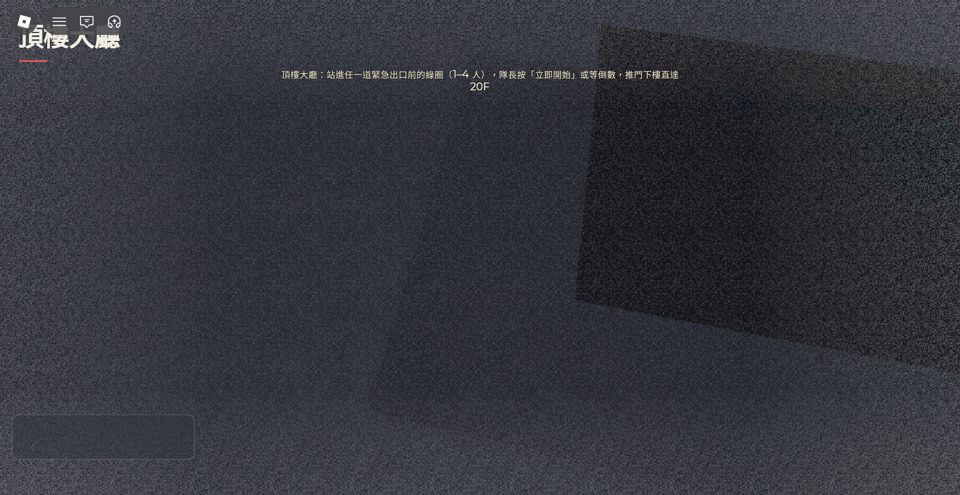 頂樓大廳
頂樓大廳：站進任一道緊急出口前的綠圈（1–4 人），隊長按「立即開始」或等倒數，推門下樓直達
20F